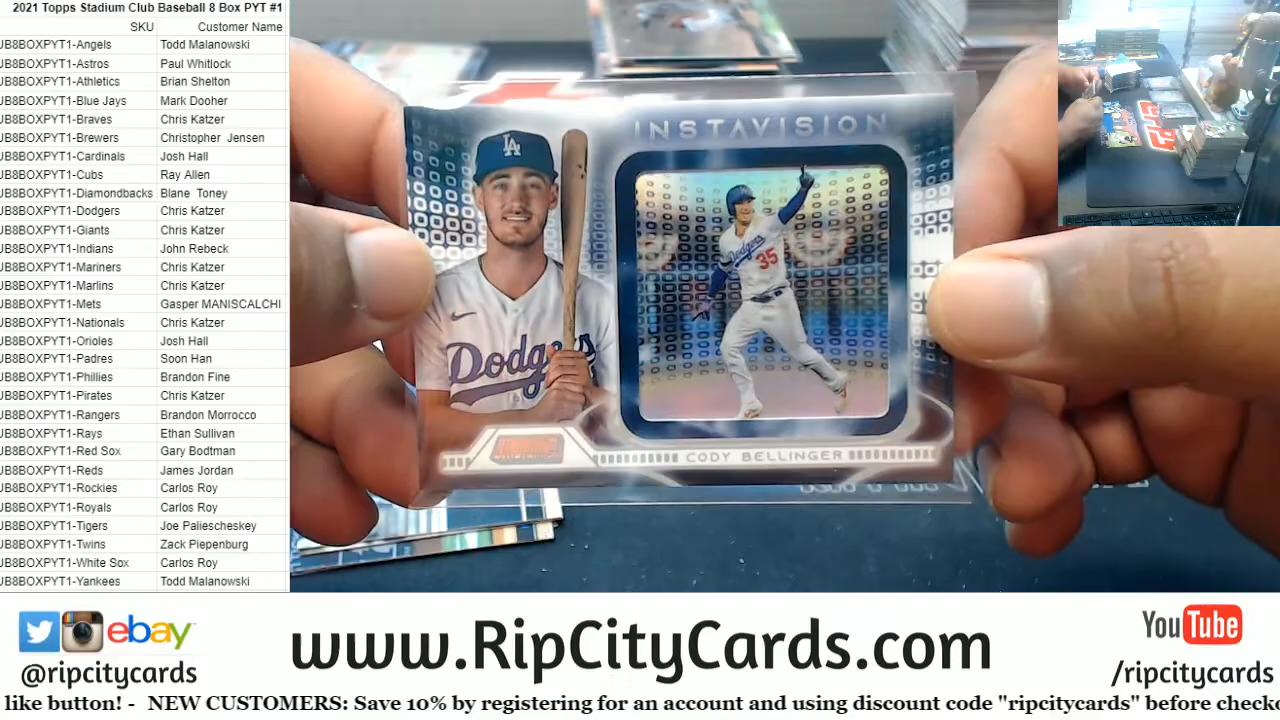 2021 Topps Stadium Club Baseball 8 Box PYT #1
SKU Customer Name
JB8BOXPYT1-Angels Todd Malanowski
JB8BOXPYT1-Astros Paul Whitlock
JB8BOXPYT1-Athletics Brian Shelton
JB8BOXPYT1-Blue Jays Mark Dooher
JB8BOXPYT1-Braves Chris Katzer
JB8BOXPYT1-Brewers Christopher Jensen
JB8BOXPYT1-Cardinals Josh Hall
JB8BOXPYT1-Cubs Ray Allen
JB8BOXPYT1-Diamondbacks Blane Toney
JB8BOXPYT1-Dodgers Chris Katzer
JB8BOXPYT1-Giants Chris Katzer
JB8BOXPYT1-Indians John Rebeck
JB8BOXPYT1-Mariners Chris Katzer
JB8BOXPYT1-Marlins Chris Katzer
JB8BOXPYT1-Mets Gasper MANISCALCHI
JB8BOXPYT1-Nationals Chris Katzer
JB8BOXPYT1-Orioles Josh Hall
JB8BOXPYT1-Padres Soon Han
JB8BOXPYT1-Phillies Brandon Fine
JB8BOXPYT1-Pirates Chris Katzer
JB8BOXPYT1-Rangers Brandon Morrocco
JB8BOXPYT1-Rays Ethan Sullivan
JB8BOXPYT1-Red Sox Gary Bodtman
JB8BOXPYT1-Reds James Jordan
JB8BOXPYT1-Rockies Carlos Roy
JB8BOXPYT1-Royals Carlos Roy
JB8BOXPYT1-Tigers Joe Paliescheskey
JB8BOXPYT1-Twins Zack Piepenburg
JB8BOXPYT1-White Sox Carlos Roy
JB8BOXPYT1-Yankees Todd Malanowski
INSTAVISION
LA
Dodgers
Dodgers
35
CODY BELLINGER
ebay
@ripcitycards
www.RipCityCards.com
YouTube
/ripcitycards
like button! - NEW CUSTOMERS: Save 10% by registering for an account and using discount code "ripcitycards" before checko